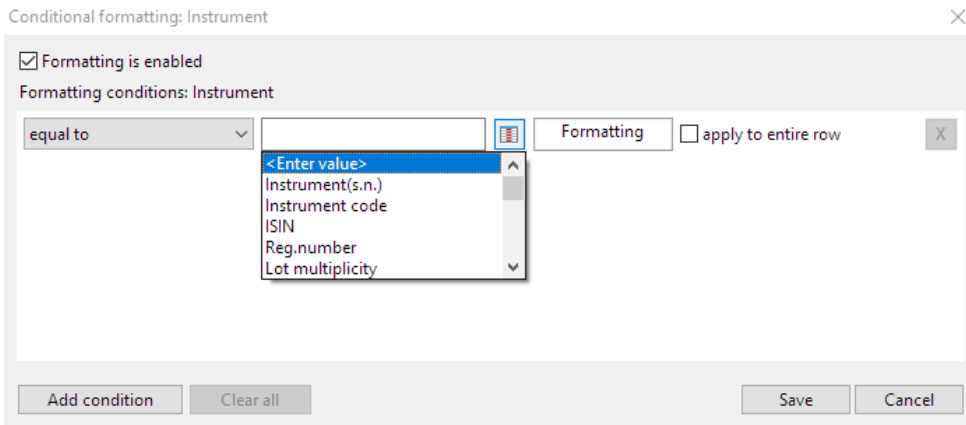 Conditional formatting: Instrument
Formatting is enabled
Formatting conditions: Instrument
equal to Formatting apply to entire row X
<Enter value>
Instrument(s.n.)
Instrument code
ISIN
Reg.number
Lot multiplicity
Add condition Clear all Save Cancel